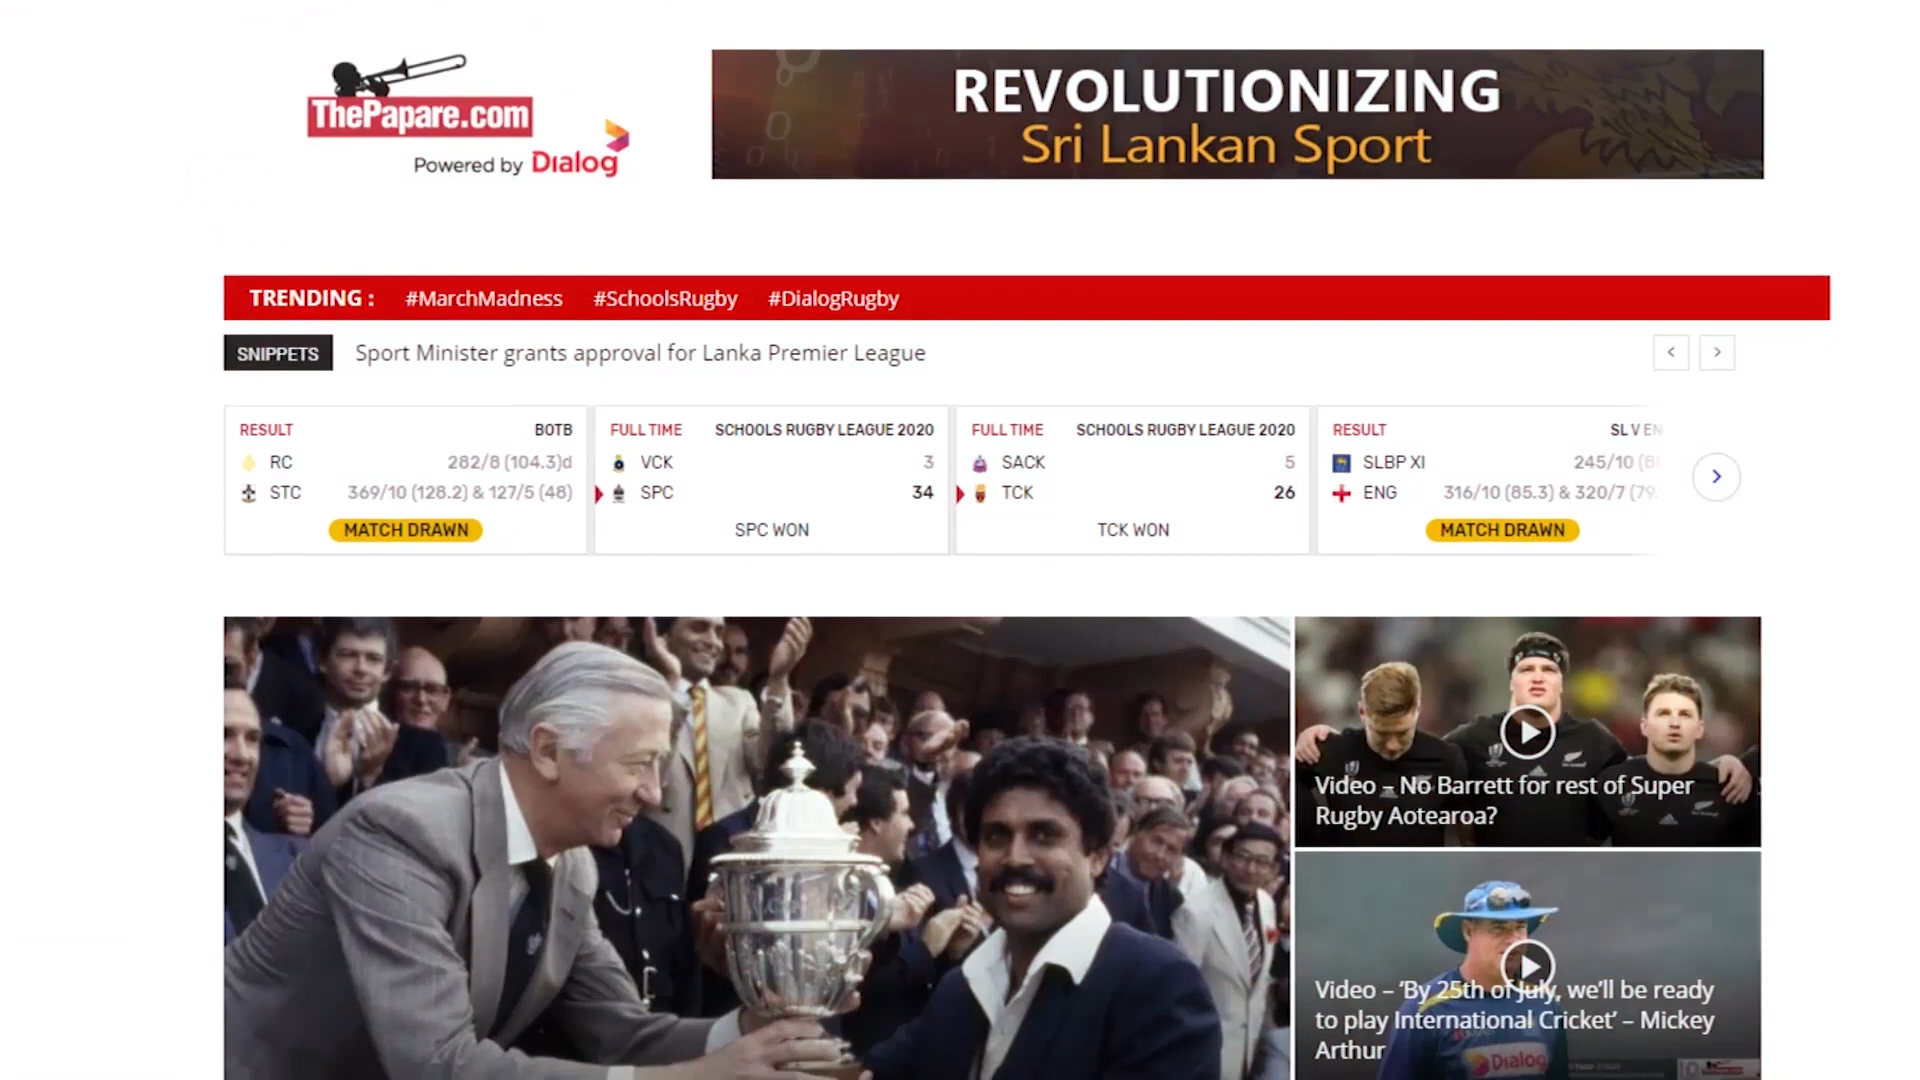 ThePapare.com
Powered by Dialog
REVOLUTIONIZING
Sri Lankan Sport
TRENDING : #MarchMadness #SchoolsRugby #DialogRugby
SNIPPETS Sport Minister grants approval for Lanka Premier League
RESULT BOTB
RC 282/8 (104.3)d
STC 369/10 (128.2) & 127/5 (48)
MATCH DRAWN
FULL TIME SCHOOLS RUGBY LEAGUE 2020
VCK 3
SPC 34
SPC WON
FULL TIME SCHOOLS RUGBY LEAGUE 2020
SACK 5
TCK 26
TCK WON
RESULT SL V EN
SLBP XI 245/10 (8
ENG 316/10 (85.3) & 320/7 (79.
MATCH DRAWN
Video – No Barrett for rest of Super
Rugby Aotearoa?
Video – ‘By 25th of July, we’ll be ready
to play International Cricket’ – Mickey
Arthur
Dialog